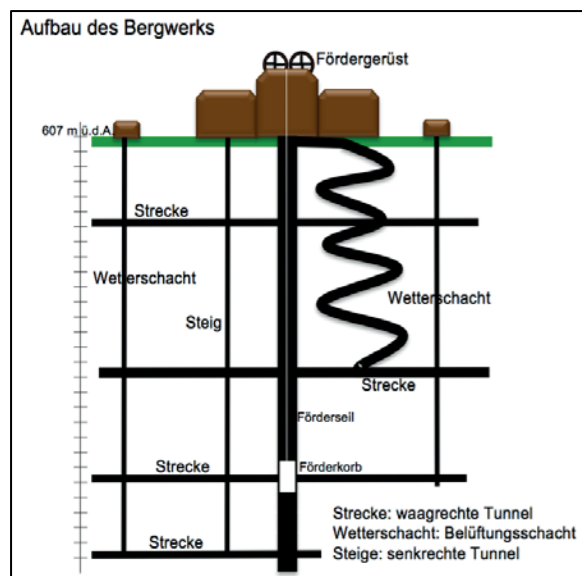 Aufbau des Bergwerks
Fördergerüst
607 m ü.d.A.
Strecke
Wetterschacht
Wetterschacht
Steig
Strecke
Förderseil
Strecke
Förderkorb
Strecke: waagrechte Tunnel
Wetterschacht: Belüftungsschacht
Strecke
Steige: senkrechte Tunnel